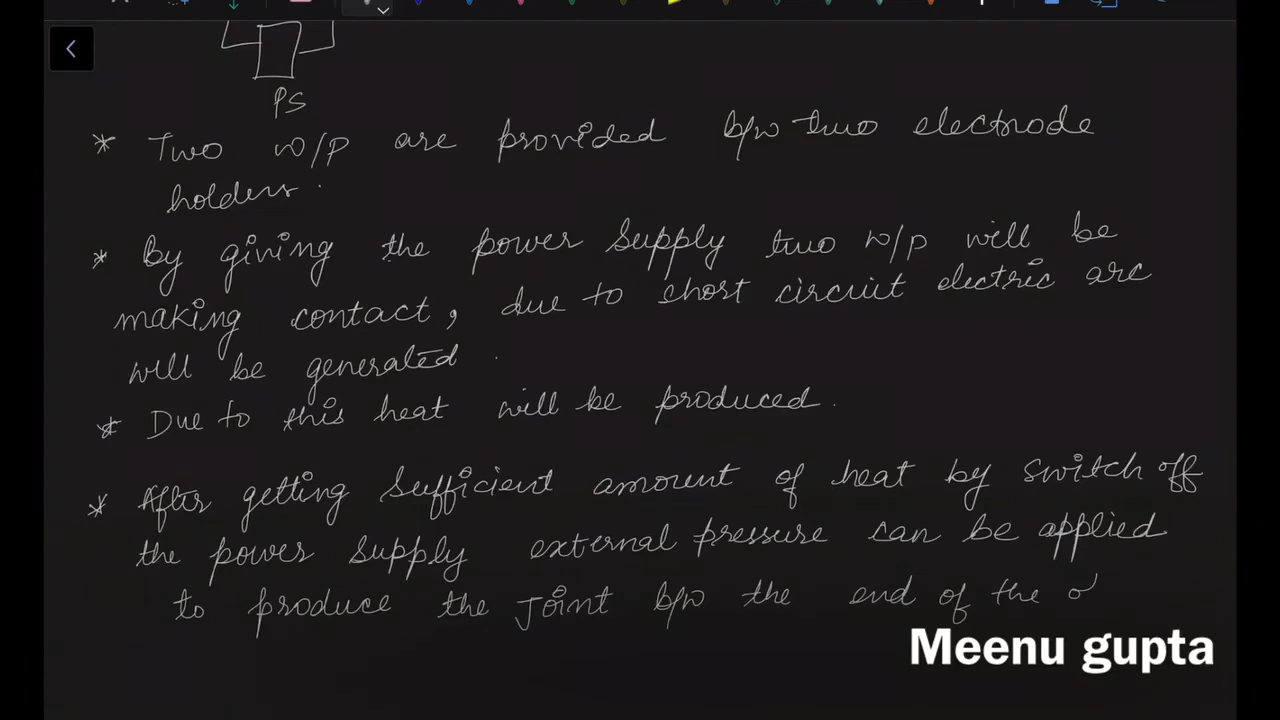 PS
* Two w/p are provided b/w two electrode
holders.
* By giving the power supply two w/p will be
making contact, due to short circuit electric arc
will be generated.
* Due to this heat will be produced.
* After getting sufficient amount of heat by switch off
the power supply external pressure can be applied
to produce the Joint b/w the end of the
Meenu gupta